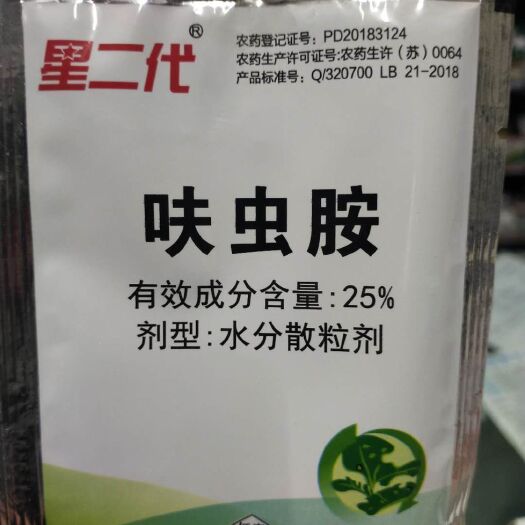 星二代®
农药登记证号：PD20183124
农药生产许可证号:农药生许（苏）0064
产品标准号：Q/320700 LB 21-2018
呋虫胺
有效成分含量:25%
剂型:水分散粒剂